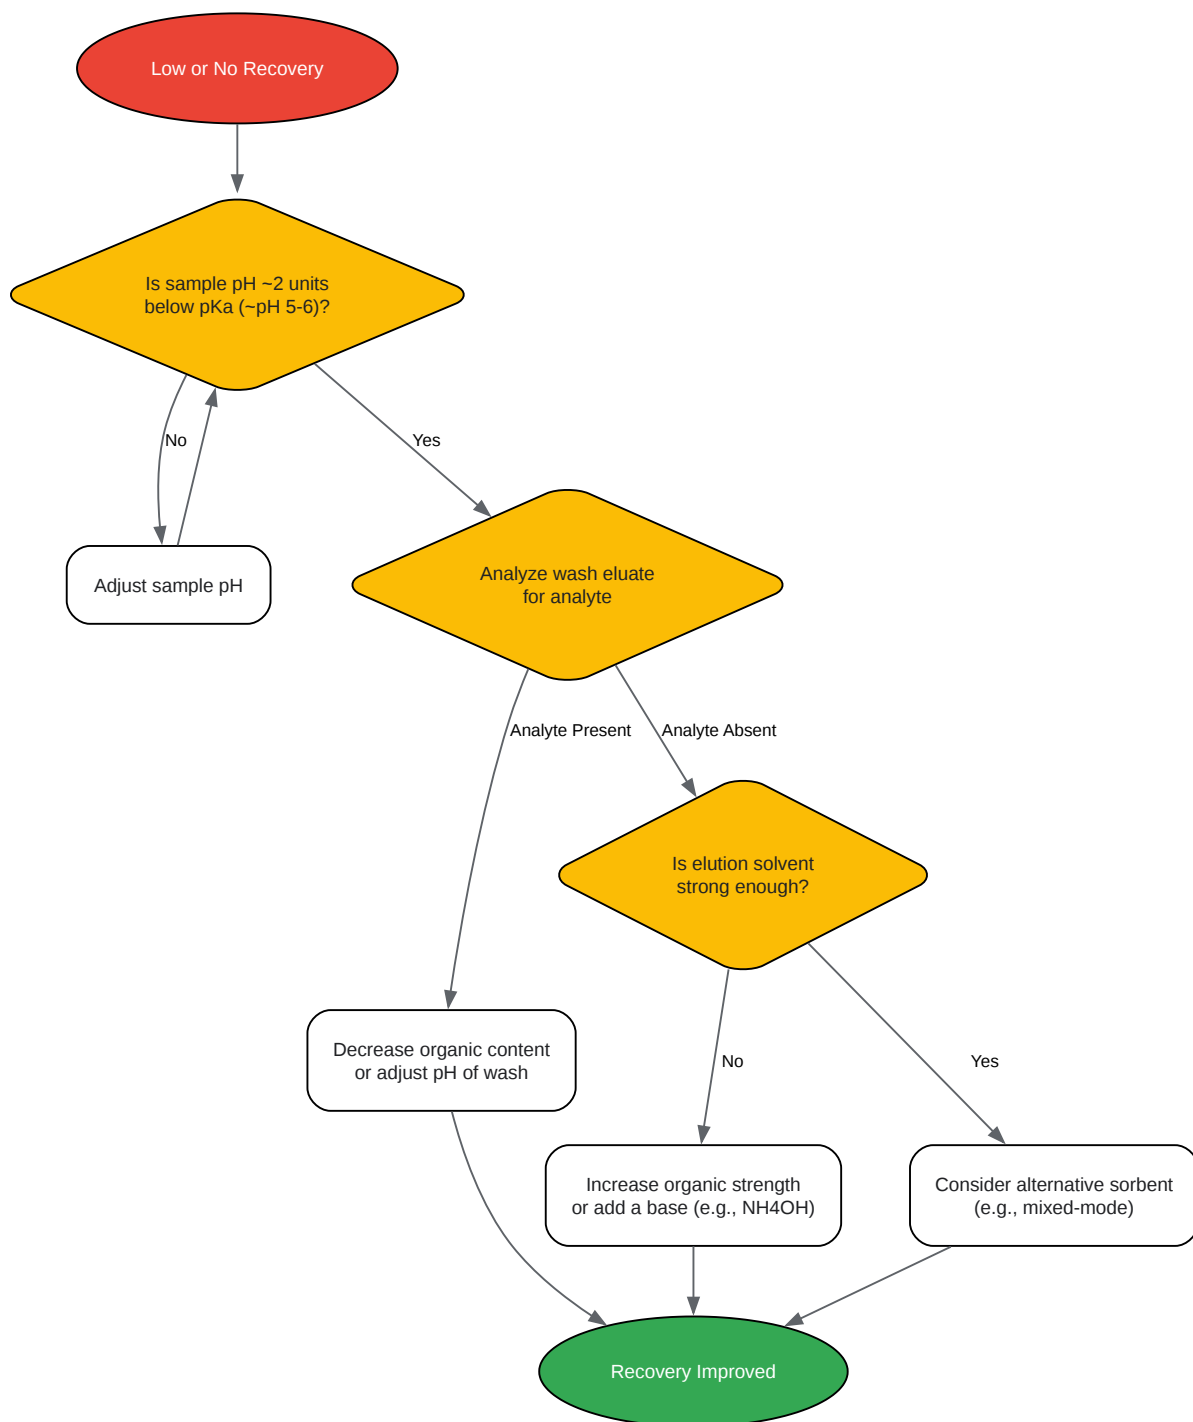 Low or No Recovery
Is sample pH ~2 units
below pKa (~pH 5-6)?
No
Yes
Adjust sample pH
Analyze wash eluate
for analyte
Analyte Present
Analyte Absent
Is elution solvent
strong enough?
Decrease organic content
or adjust pH of wash
No
Yes
Increase organic strength
or add a base (e.g., NH4OH)
Consider alternative sorbent
(e.g., mixed-mode)
Recovery Improved